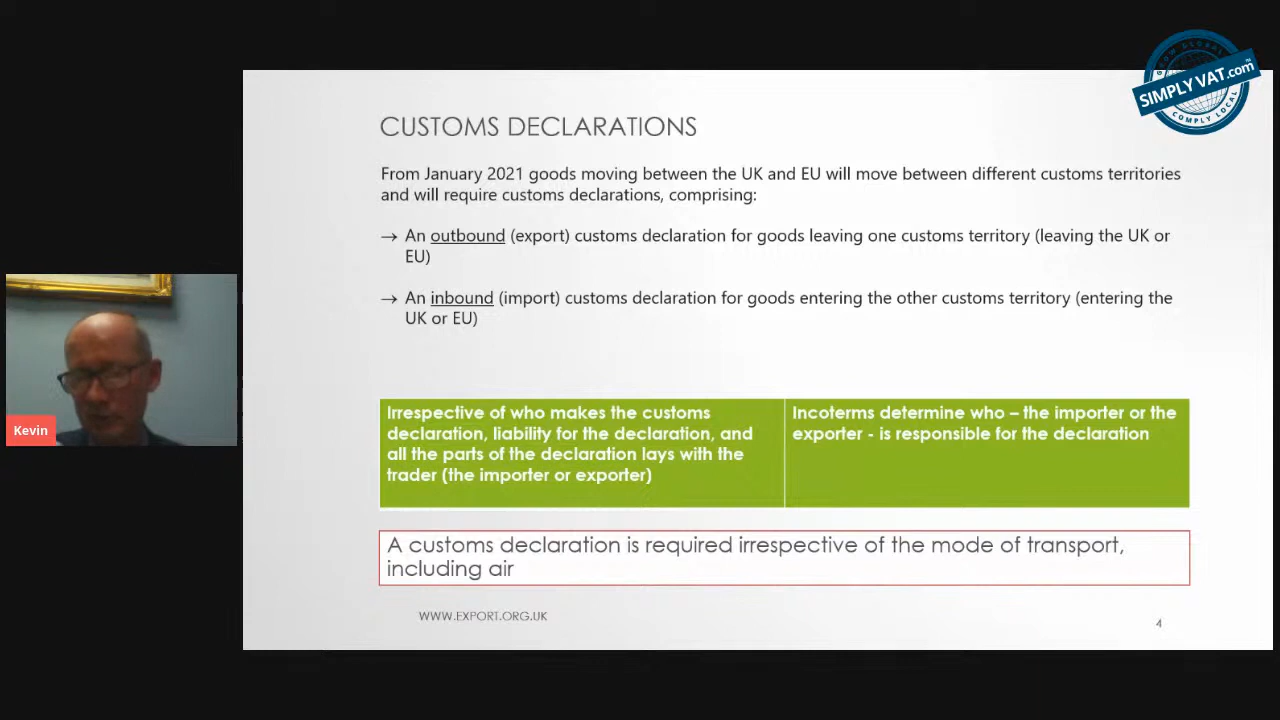 GROW GLOBAL
SIMPLY VAT.com
COMPLY LOCAL
CUSTOMS DECLARATIONS
From January 2021 goods moving between the UK and EU will move between different customs territories
and will require customs declarations, comprising:
→ An outbound (export) customs declaration for goods leaving one customs territory (leaving the UK or
EU)
→ An inbound (import) customs declaration for goods entering the other customs territory (entering the
UK or EU)
Kevin
Irrespective of who makes the customs
declaration, liability for the declaration, and
all the parts of the declaration lays with the
trader (the importer or exporter)
Incoterms determine who – the importer or the
exporter - is responsible for the declaration
A customs declaration is required irrespective of the mode of transport,
including air
WWW.EXPORT.ORG.UK
4